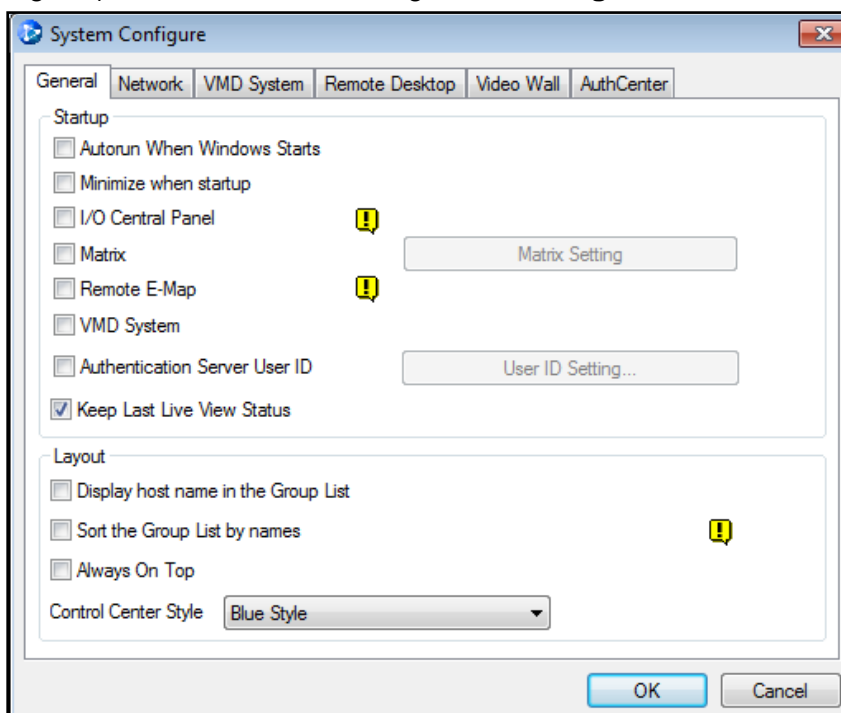 System Configure
General Network VMD System Remote Desktop Video Wall AuthCenter
Startup
Autorun When Windows Starts
Minimize when startup
I/O Central Panel
Matrix Matrix Setting
Remote E-Map
VMD System
Authentication Server User ID User ID Setting...
Keep Last Live View Status
Layout
Display host name in the Group List
Sort the Group List by names
Always On Top
Control Center Style Blue Style
OK Cancel